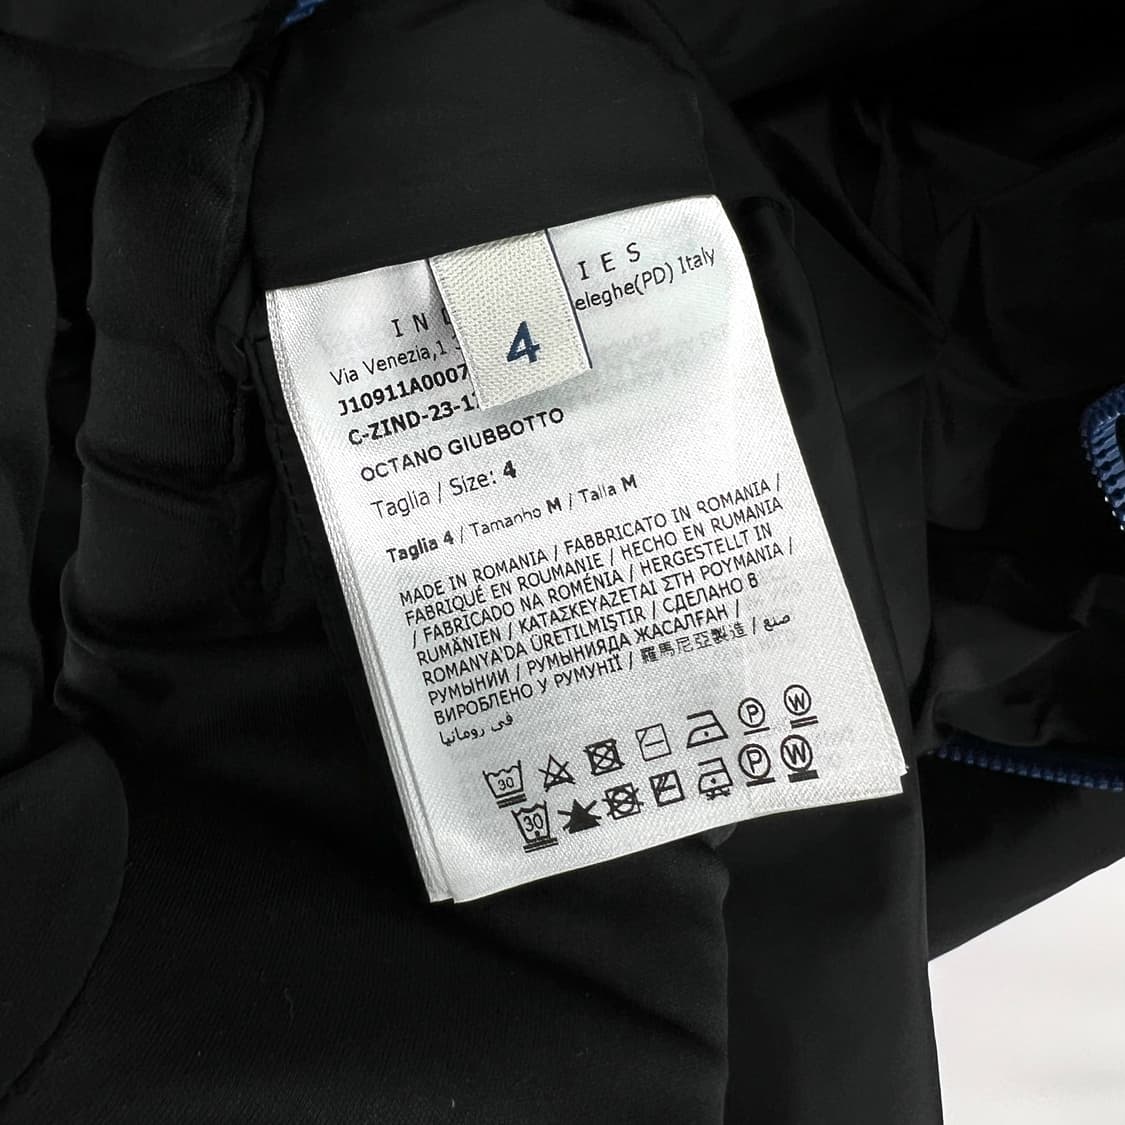 4
IES
Via Venezia,1 eleghe(PD) Italy
J10911A0007
C-ZIND-23-1
OCTANO GIUBBOTTO
Taglia / Size: 4
Taglia 4 / Tamanho M / Talla M
MADE IN ROMANIA / FABBRICATO IN ROMANIA /
FABRIQUÉ EN ROUMANIE / HECHO EN RUMANIA
/ FABRICADO NA ROMÉNIA / HERGESTELLT IN
RUMÄNIEN / ΚΑΤΑΣΚΕΥΑΖΕΤΑΙ ΣΤΗ ΡΟΥΜΑΝΙΑ /
ROMANYA'DA ÜRETILMIŞTIR / СДЕЛАНО В
РУМЫНИИ / РУМЫНИЯДА ЖАСАЛҒАН /
ВИРОБЛЕНО У РУМУНІЇ / 羅馬尼亞製造 / صنع
في رومانيا
30 P W
30 P W